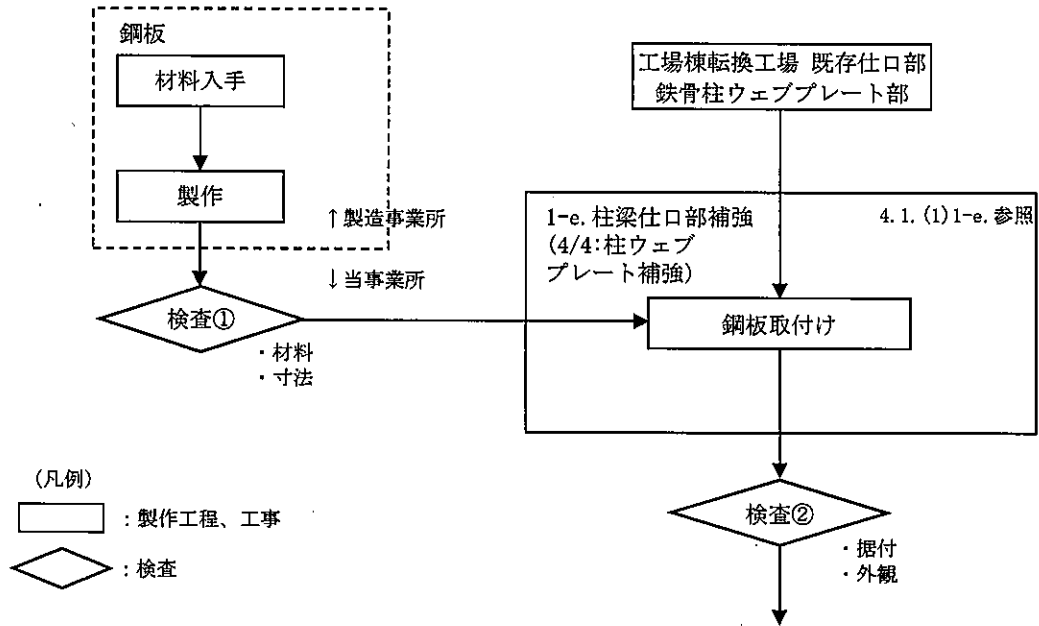 鋼板
材料入手
製作
↑製造事業所
↓当事業所
検査①
・材料
・寸法
工場棟転換工場 既存仕口部
鉄骨柱ウェブプレート部
1-e. 柱梁仕口部補強
(4/4:柱ウェブ
プレート補強)
4.1.(1)1-e.参照
鋼板取付け
検査②
・据付
・外観
(凡例)
：製作工程、工事
：検査